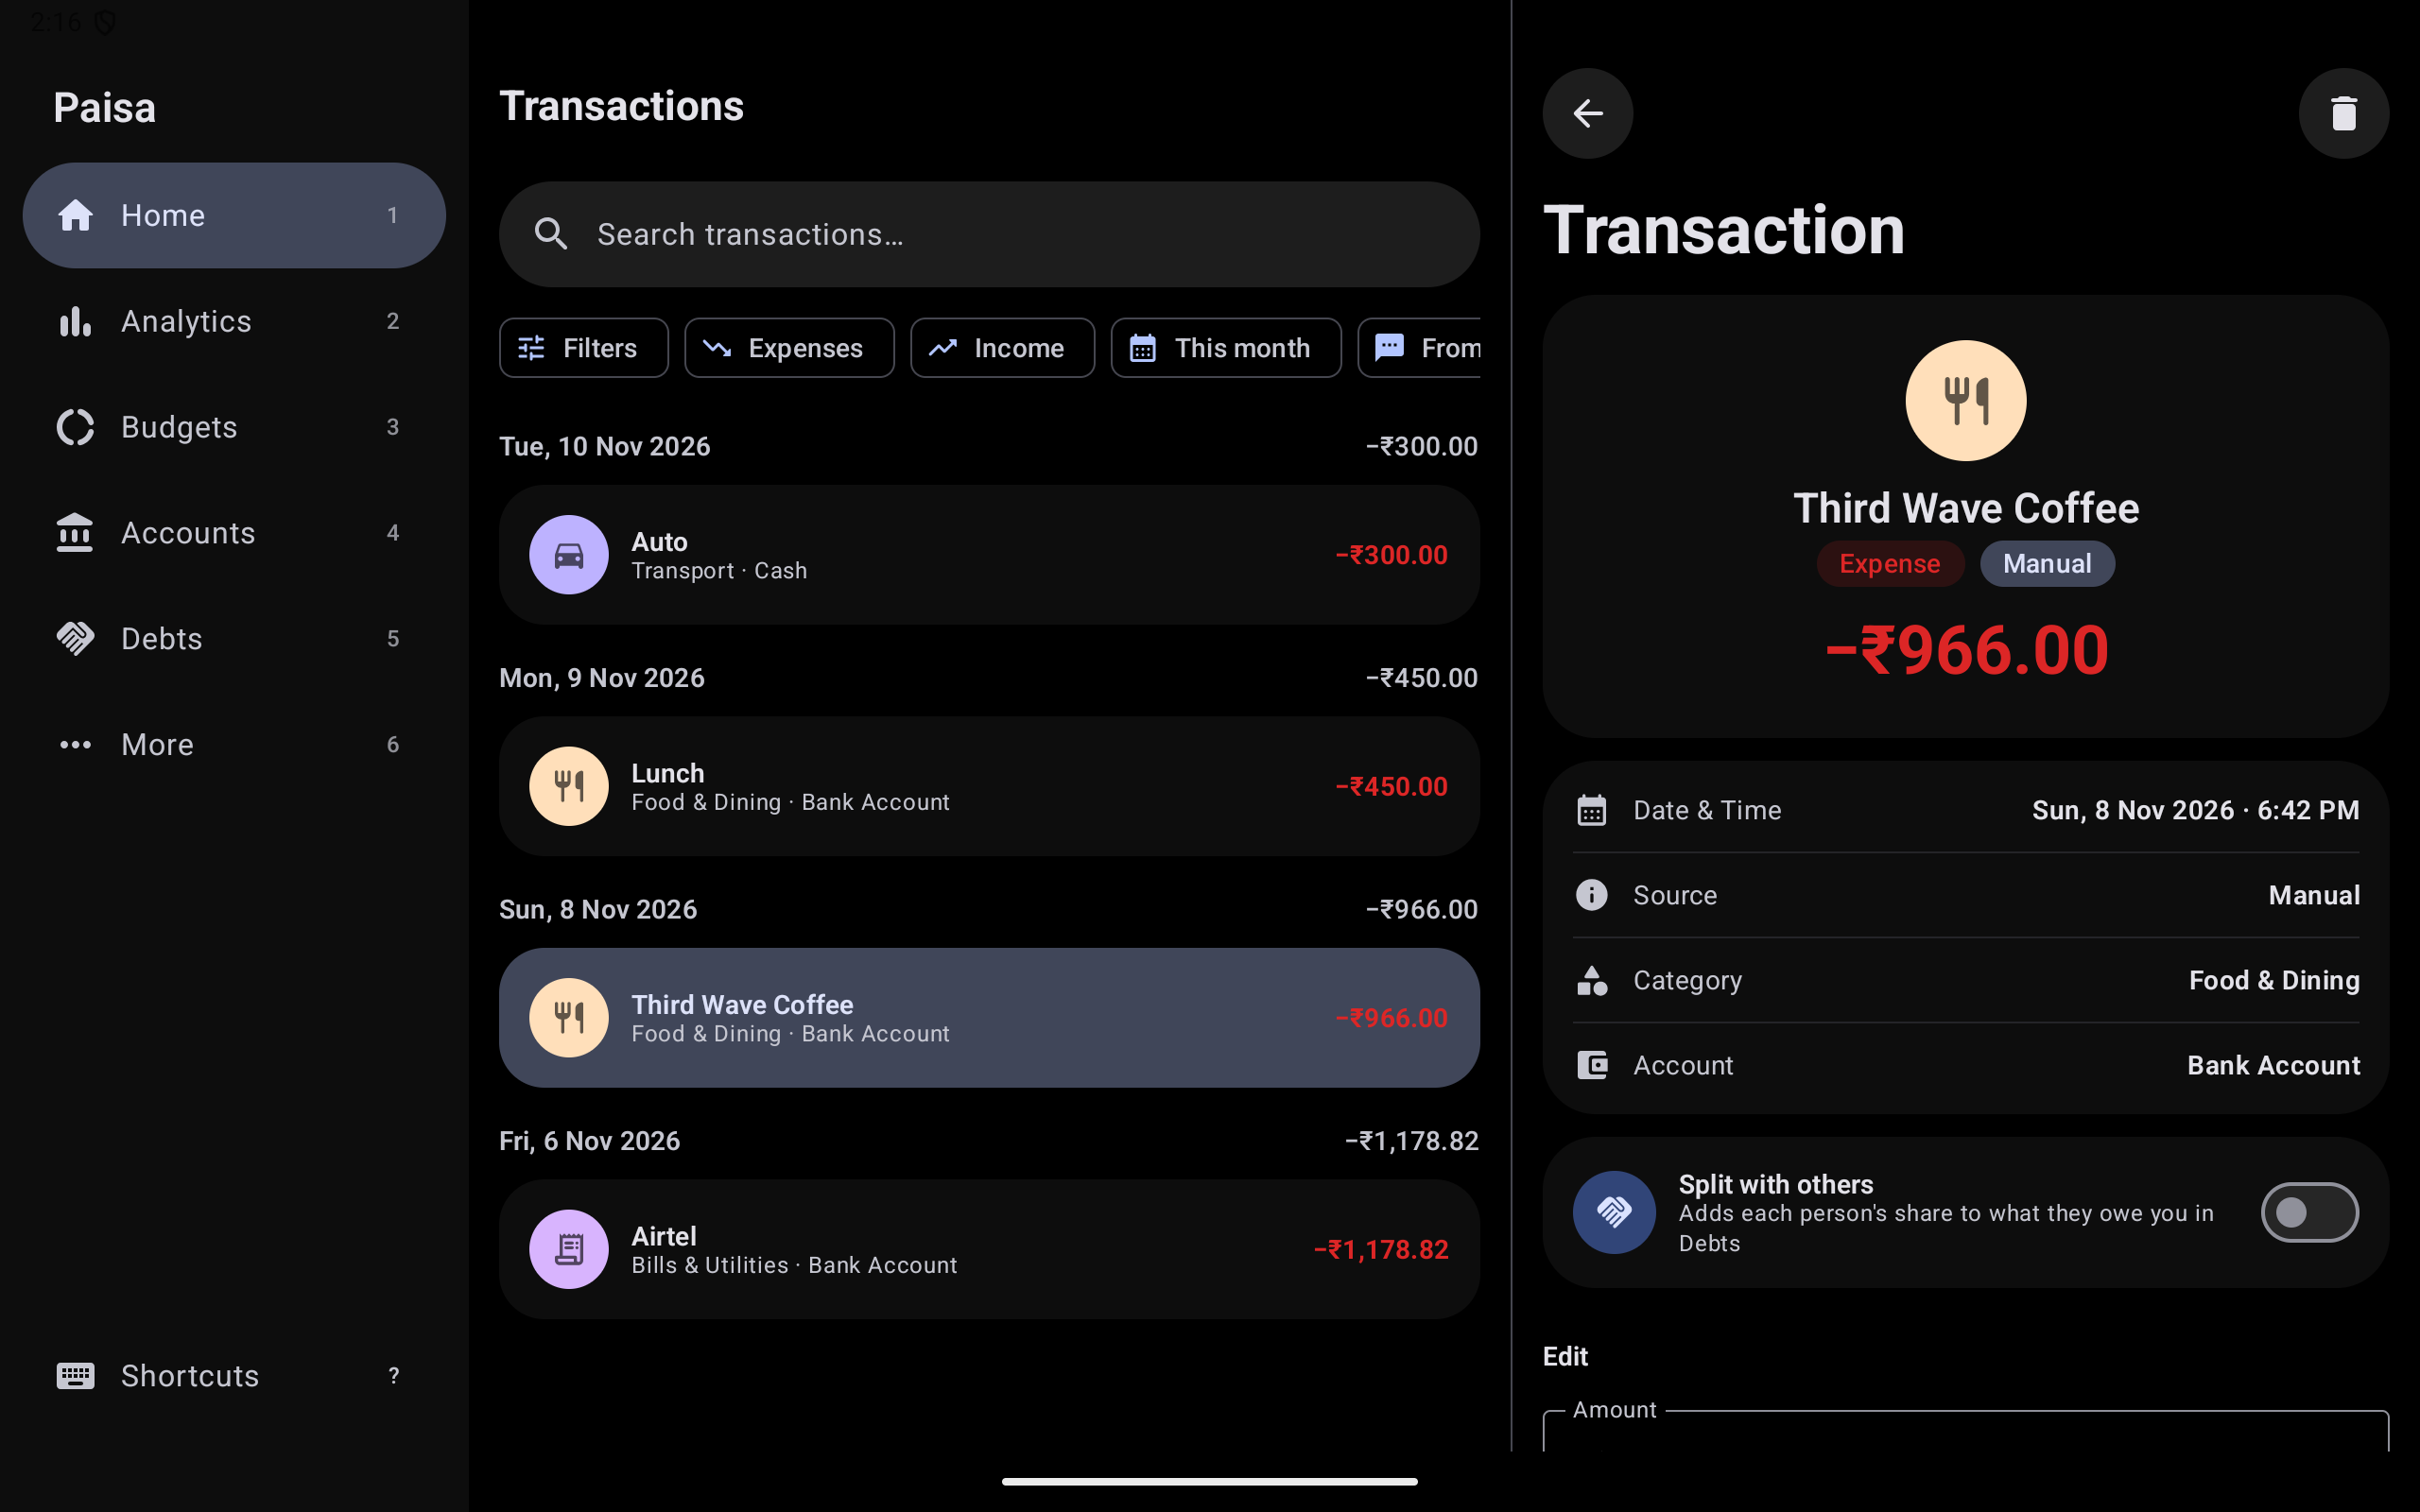 2:16
Paisa
Home 1
Analytics 2
Budgets 3
Accounts 4
Debts 5
More 6
Shortcuts ?
Transactions
Search transactions…
Filters
Expenses
Income
This month
From
Tue, 10 Nov 2026 −₹300.00
Auto
Transport · Cash
−₹300.00
Mon, 9 Nov 2026 −₹450.00
Lunch
Food & Dining · Bank Account
−₹450.00
Sun, 8 Nov 2026 −₹966.00
Third Wave Coffee
Food & Dining · Bank Account
−₹966.00
Fri, 6 Nov 2026 −₹1,178.82
Airtel
Bills & Utilities · Bank Account
−₹1,178.82
Transaction
Third Wave Coffee
Expense
Manual
−₹966.00
Date & Time Sun, 8 Nov 2026 · 6:42 PM
Source Manual
Category Food & Dining
Account Bank Account
Split with others
Adds each person's share to what they owe you in
Debts
Edit
Amount